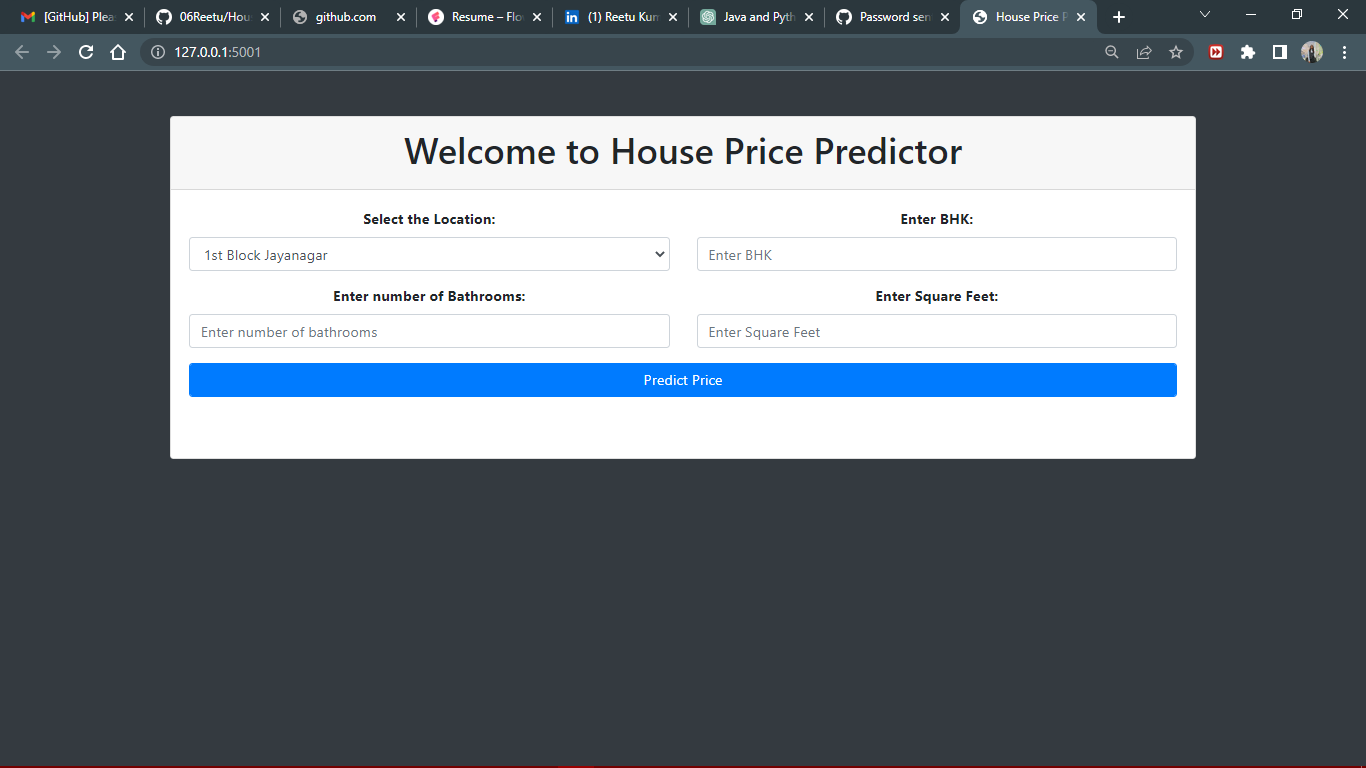 [GitHub] Plea
06Reetu/Hou
github.com
Resume – Flo
(1) Reetu Kum
Java and Pyth
Password sen
House Price P
127.0.0.1:5001
Welcome to House Price Predictor
Select the Location:
Enter BHK:
1st Block Jayanagar
Enter BHK
Enter number of Bathrooms:
Enter Square Feet:
Enter number of bathrooms
Enter Square Feet
Predict Price